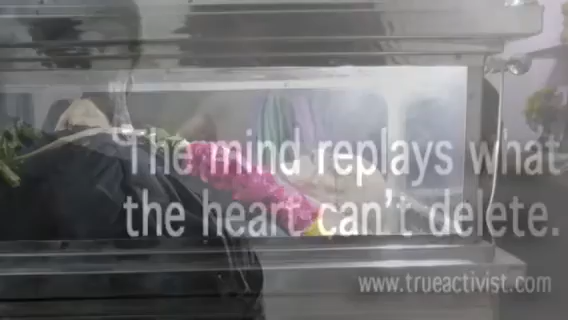 The mind replays what
the heart can't delete.
www.trueactivist.com